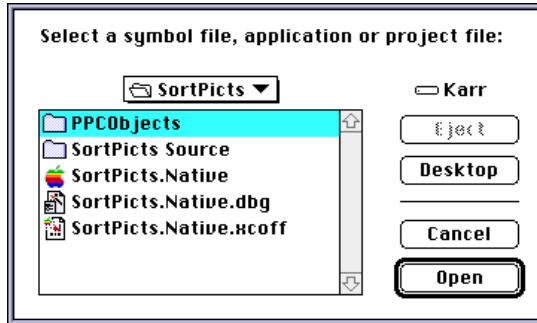 Select a symbol file, application or project file:
SortPicts
Karr
PPCObjects
SortPicts Source
SortPicts.Native
SortPicts.Native.dbg
SortPicts.Native.xcoff
Eject
Desktop
Cancel
Open